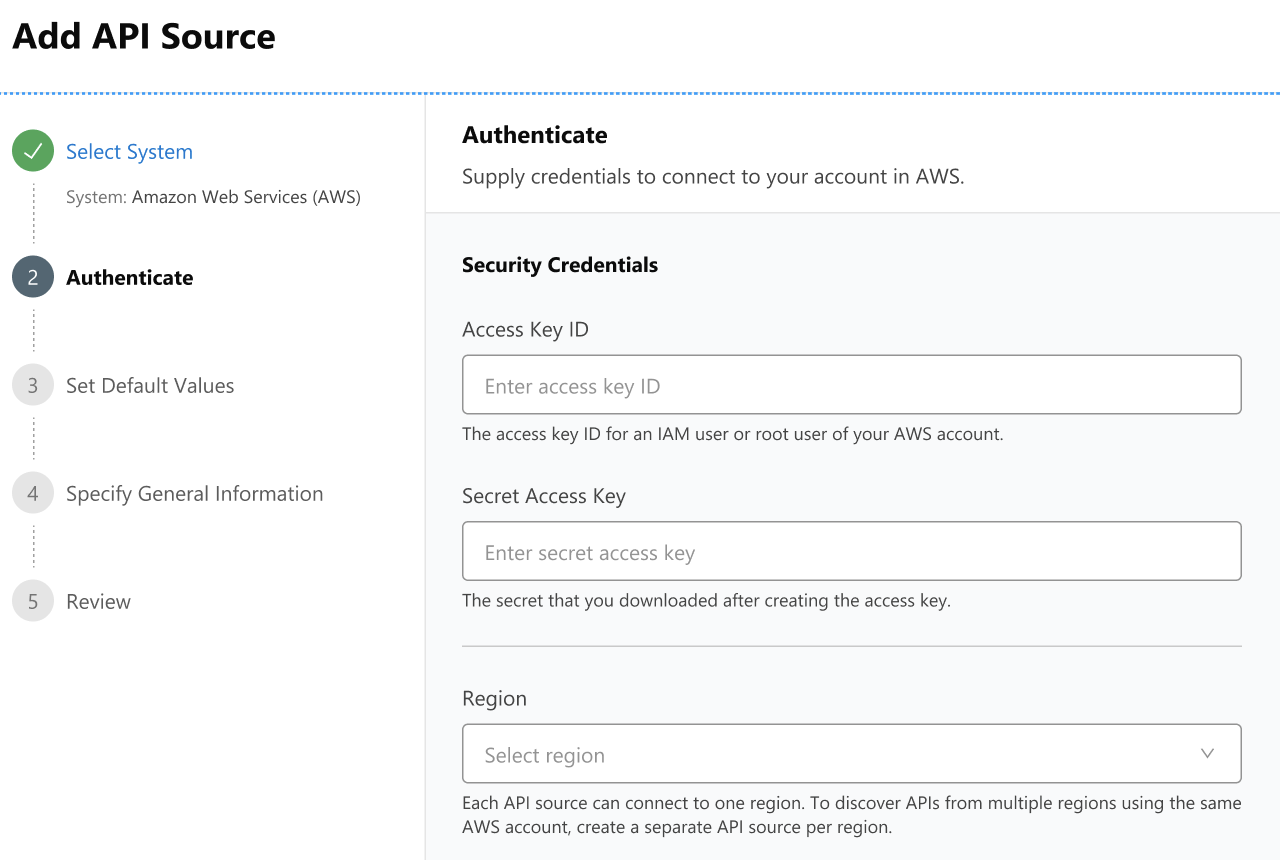 Add API Source
Select System
System: Amazon Web Services (AWS)
2
Authenticate
3
Set Default Values
4
Specify General Information
5
Review
Authenticate
Supply credentials to connect to your account in AWS.
Security Credentials
Access Key ID
Enter access key ID
The access key ID for an IAM user or root user of your AWS account.
Secret Access Key
Enter secret access key
The secret that you downloaded after creating the access key.
Region
Select region
Each API source can connect to one region. To discover APIs from multiple regions using the same
AWS account, create a separate API source per region.